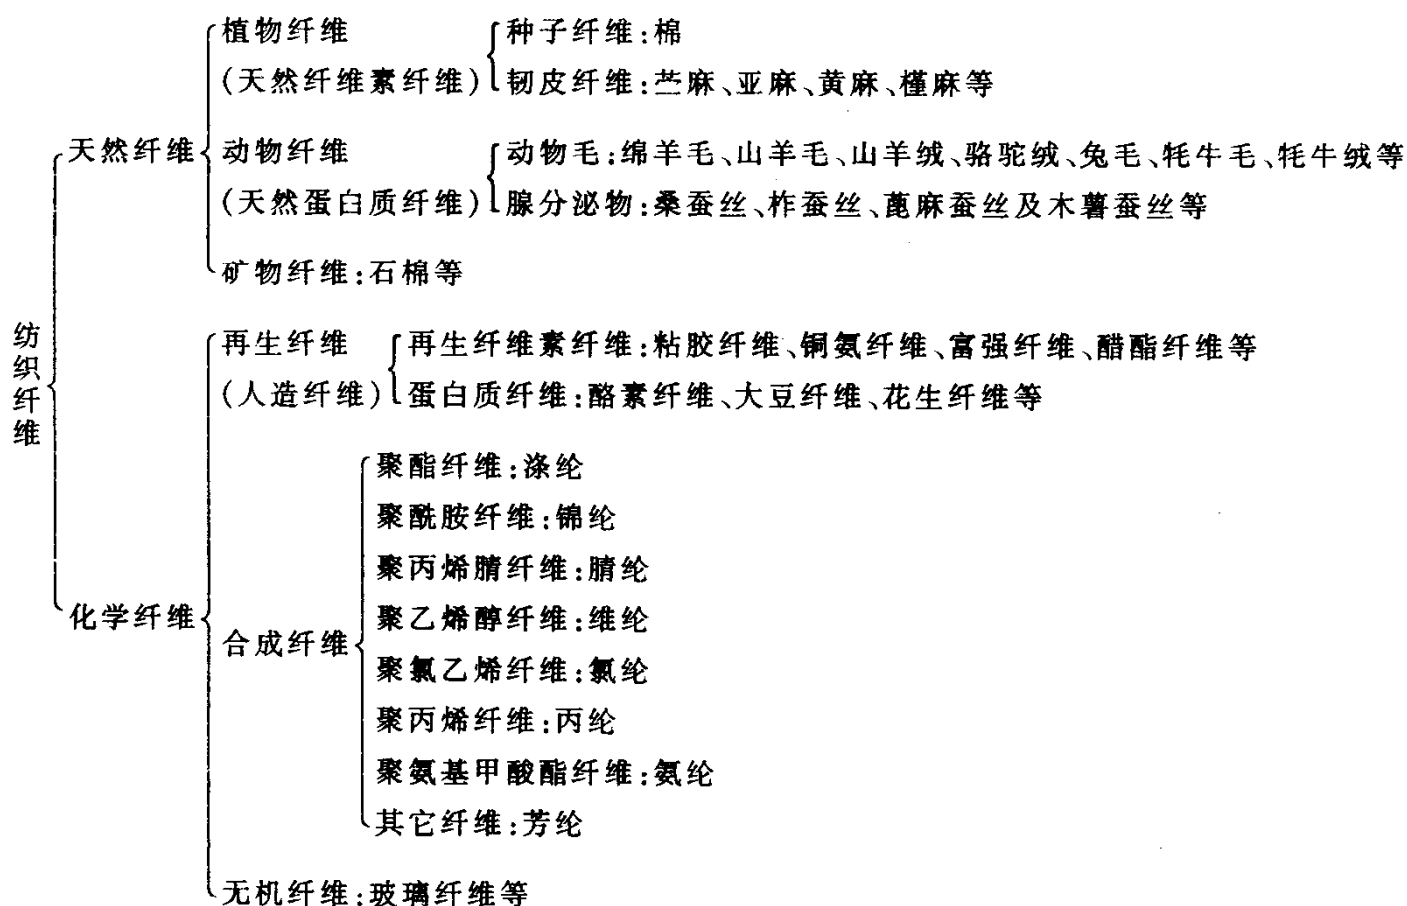 植物纤维
(天然纤维素纤维)
种子纤维:棉
韧皮纤维:苎麻、亚麻、黄麻、槿麻等
天然纤维
动物纤维
(天然蛋白质纤维)
动物毛:绵羊毛、山羊毛、山羊绒、骆驼绒、兔毛、牦牛毛、牦牛绒等
腺分泌物:桑蚕丝、柞蚕丝、蓖麻蚕丝及木薯蚕丝等
矿物纤维:石棉等
纺织纤维
再生纤维
(人造纤维)
再生纤维素纤维:粘胶纤维、铜氨纤维、富强纤维、醋酯纤维等
蛋白质纤维:酪素纤维、大豆纤维、花生纤维等
化学纤维
合成纤维
聚酯纤维:涤纶
聚酰胺纤维:锦纶
聚丙烯腈纤维:腈纶
聚乙烯醇纤维:维纶
聚氯乙烯纤维:氯纶
聚丙烯纤维:丙纶
聚氨基甲酸酯纤维:氨纶
其它纤维:芳纶
无机纤维:玻璃纤维等